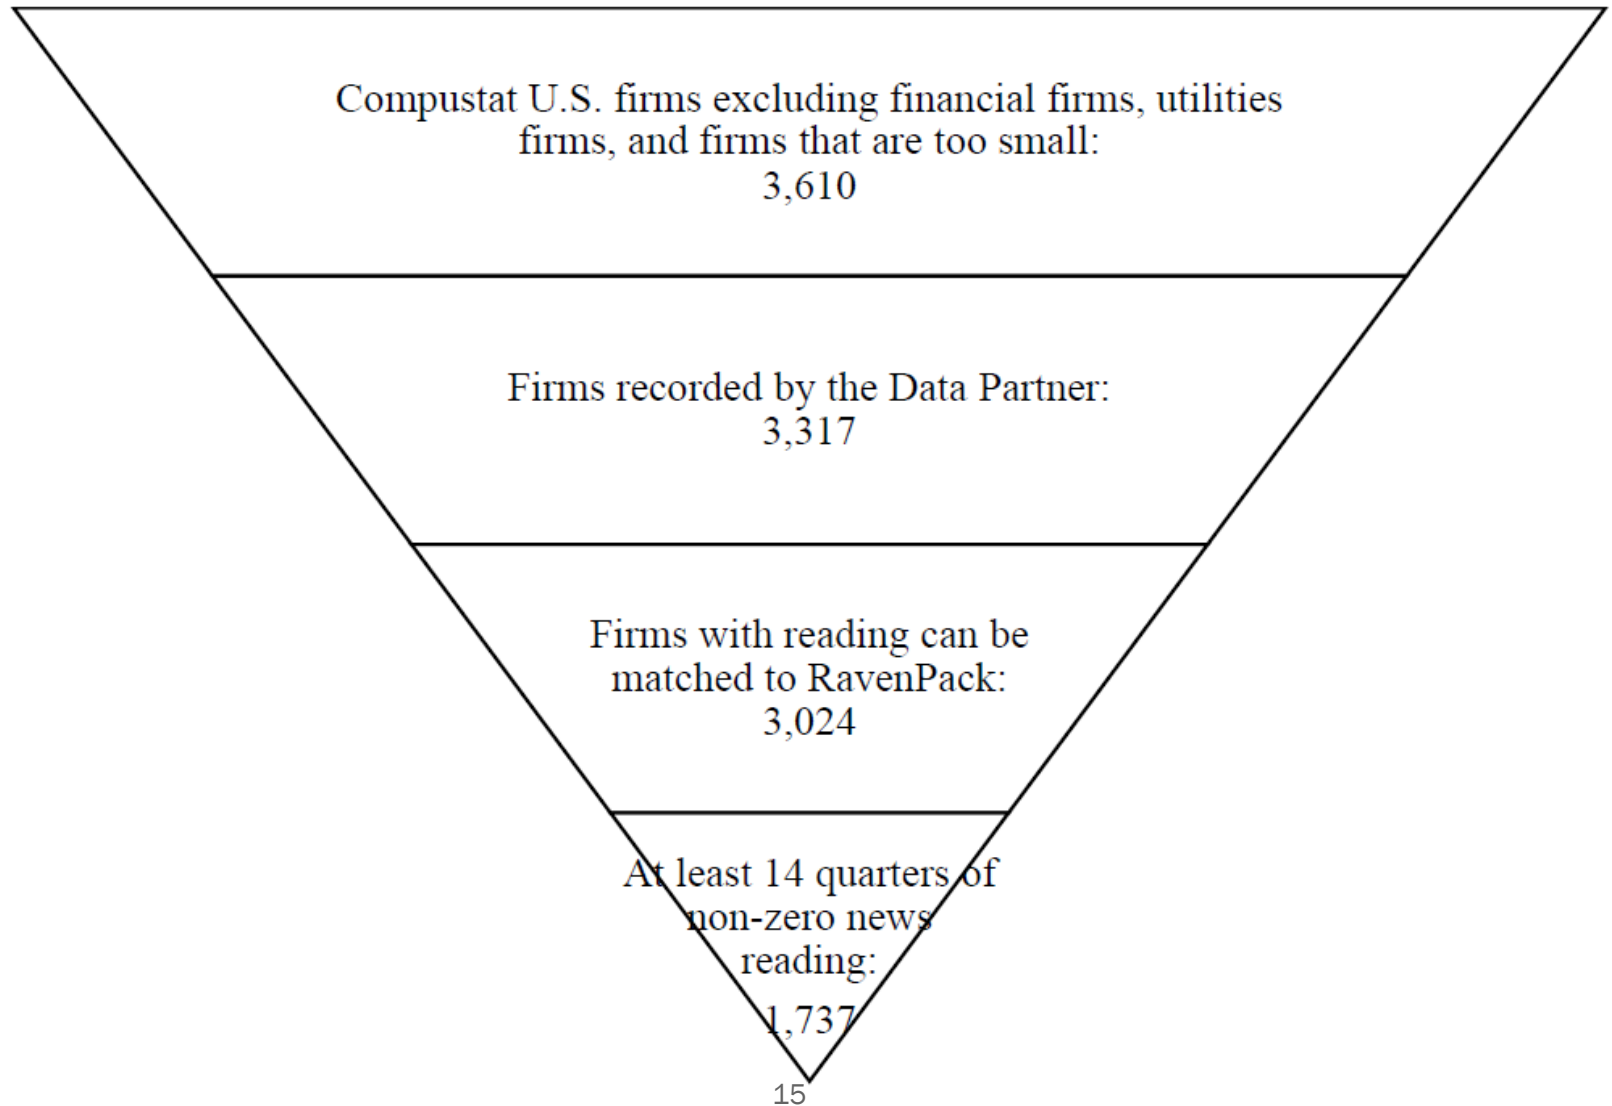 Compustat U.S. firms excluding financial firms, utilities
firms, and firms that are too small:
3,610
Firms recorded by the Data Partner:
3,317
Firms with reading can be
matched to RavenPack:
3,024
At least 14 quarters of
non-zero news
reading:
1,737
15